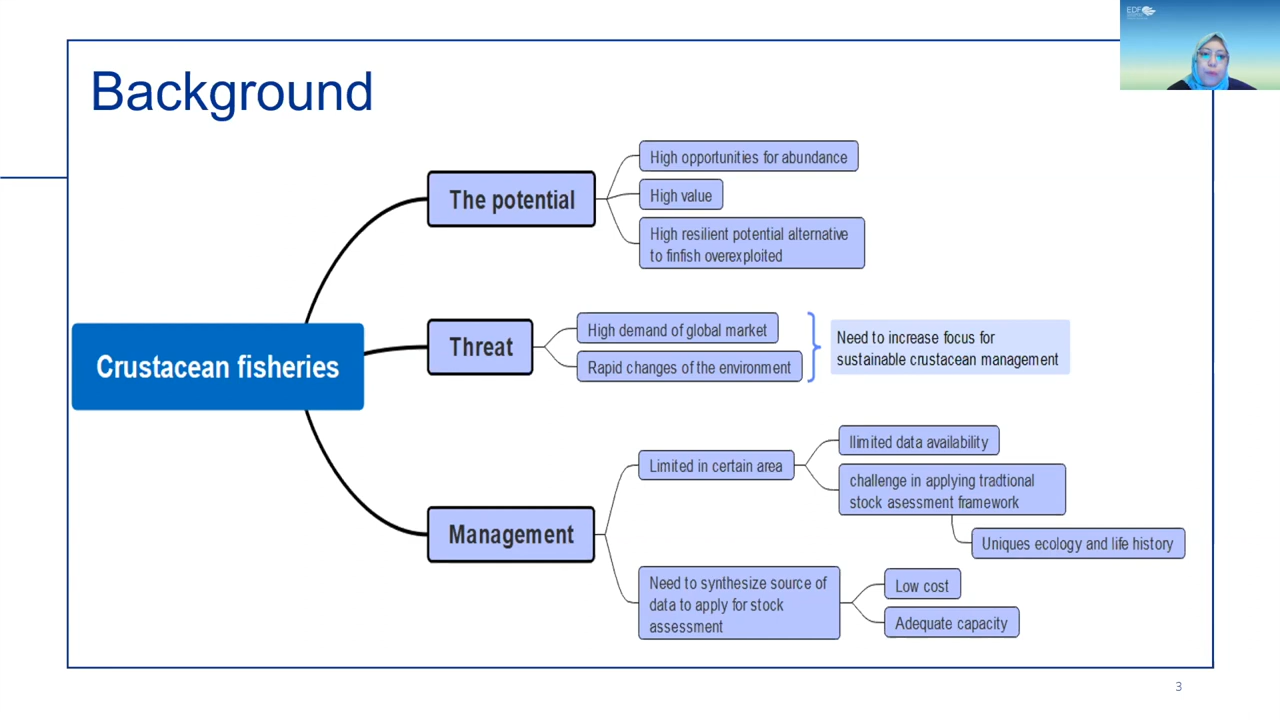 EDF
Background
High opportunities for abundance
The potential
High value
High resilient potential alternative
to finfish overexploited
High demand of global market
Threat
Rapid changes of the environment
Need to increase focus for
sustainable crustacean management
Crustacean fisheries
Management
Limited in certain area
Ilimited data availability
challenge in applying tradtional
stock asessment framework
Uniques ecology and life history
Need to synthesize source of
data to apply for stock
assessment
Low cost
Adequate capacity
3